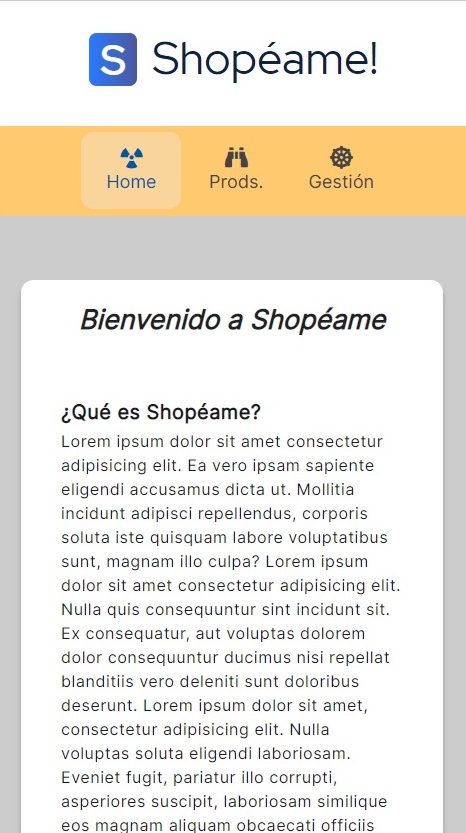 S Shopéame!
Home Prods. Gestión
Bienvenido a Shopéame
¿Qué es Shopéame?
Lorem ipsum dolor sit amet consectetur
adipisicing elit. Ea vero ipsam sapiente
eligendi accusamus dicta ut. Mollitia
incidunt adipisci repellendus, corporis
soluta iste quisquam labore voluptatibus
sunt, magnam illo culpa? Lorem ipsum
dolor sit amet consectetur adipisicing elit.
Nulla quis consequuntur sint incidunt sit.
Ex consequatur, aut voluptas dolorem
dolor consequuntur ducimus nisi repellat
blanditiis vero deleniti sunt doloribus
deserunt. Lorem ipsum dolor sit amet,
consectetur adipisicing elit. Nulla
voluptas soluta eligendi laboriosam.
Eveniet fugit, pariatur illo corrupti,
asperiores suscipit, laboriosam similique
eos magnam aliquam obcaecati officiis